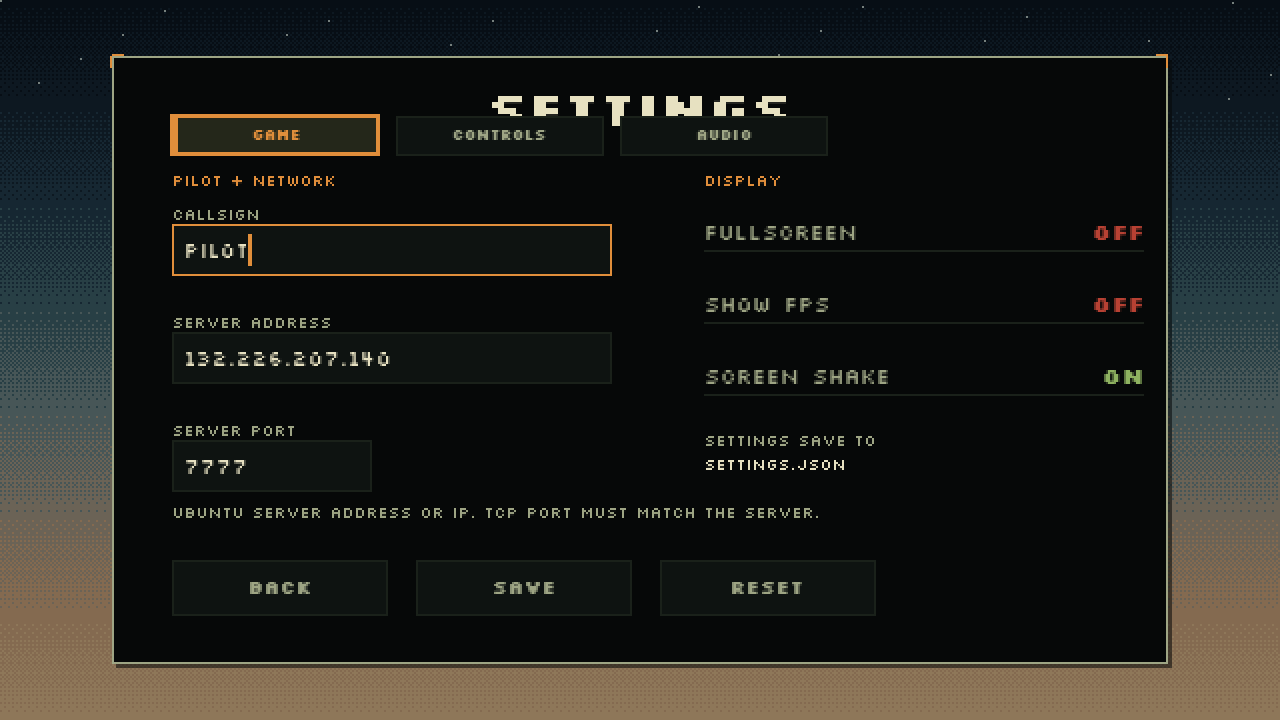 SETTINGS
GAME
CONTROLS
AUDIO
PILOT + NETWORK
DISPLAY
CALLSIGN
PILOT
FULLSCREEN
OFF
SHOW FPS
OFF
SERVER ADDRESS
132.226.207.140
SCREEN SHAKE
ON
SERVER PORT
7777
SETTINGS SAVE TO
SETTINGS.JSON
UBUNTU SERVER ADDRESS OR IP. TCP PORT MUST MATCH THE SERVER.
BACK
SAVE
RESET